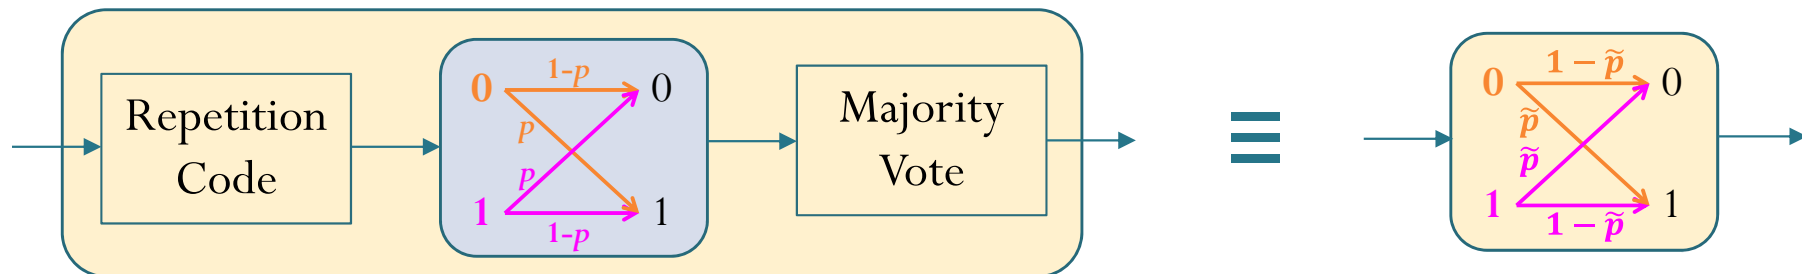 Repetition
Code
0
1-p
0
p
p
1
1-p
1
Majority
Vote
≡
0
1 − p̃
0
p̃
p̃
1
1 − p̃
1